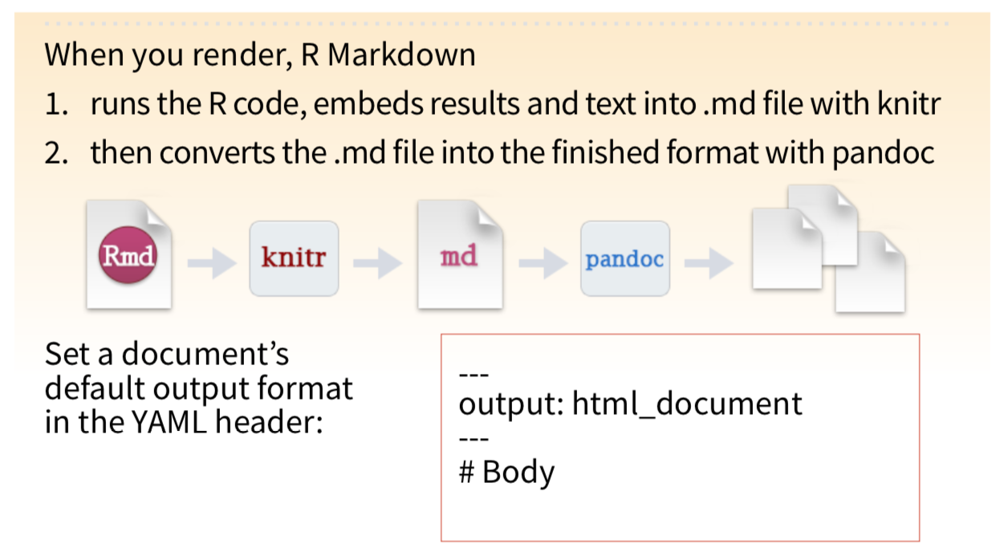 When you render, R Markdown
1. runs the R code, embeds results and text into .md file with knitr
2. then converts the .md file into the finished format with pandoc
Rmd
knitr
md
pandoc
Set a document’s
default output format
in the YAML header:
---
output: html_document
---
# Body